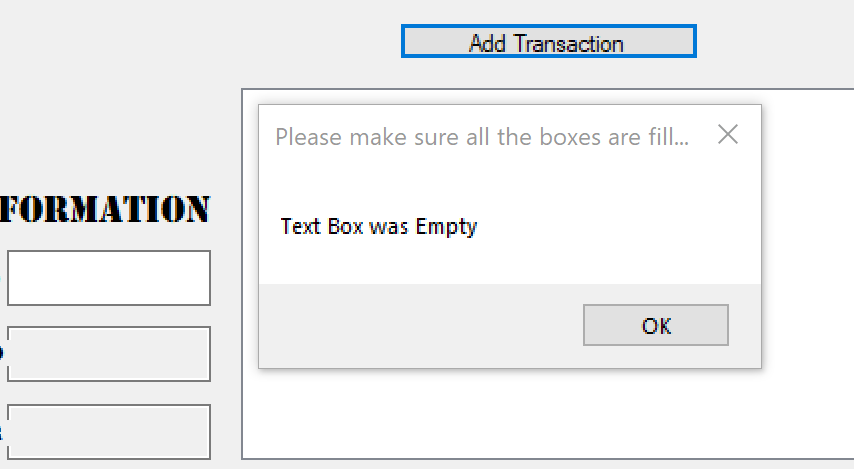 Add Transaction
Please make sure all the boxes are fill...
Text Box was Empty
OK
FORMATION